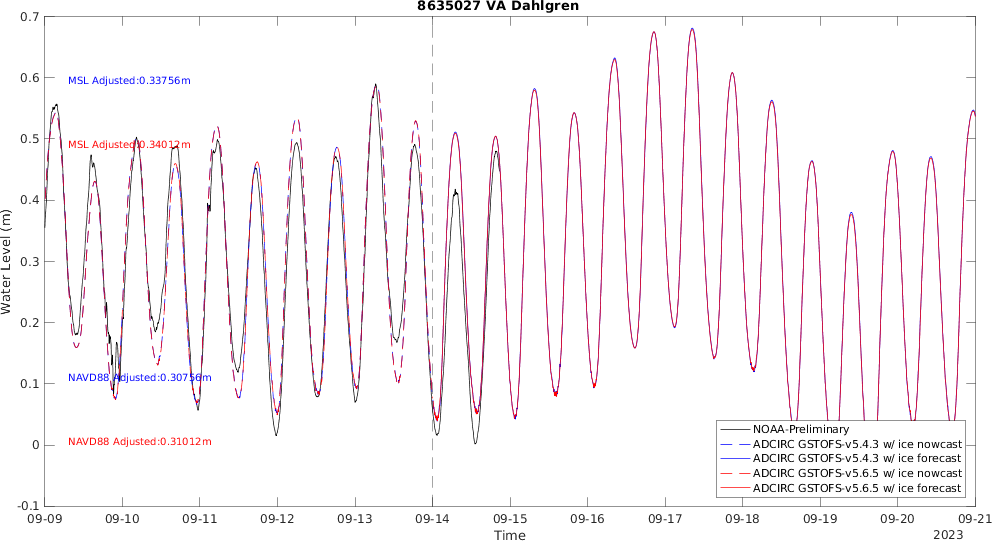 8635027 VA Dahlgren
0.7
0.6
0.5
0.4
0.3
0.2
0.1
0
-0.1
Water Level (m)
MSL Adjusted:0.33756m
MSL Adjusted:0.34012m
NAVD88 Adjusted:0.30756m
NAVD88 Adjusted:0.31012m
NOAA-Preliminary
ADCIRC GSTOFS-v5.4.3 w/ ice nowcast
ADCIRC GSTOFS-v5.4.3 w/ ice forecast
ADCIRC GSTOFS-v5.6.5 w/ ice nowcast
ADCIRC GSTOFS-v5.6.5 w/ ice forecast
09-09 09-10 09-11 09-12 09-13 09-14 09-15 09-16 09-17 09-18 09-19 09-20 09-21
Time
2023